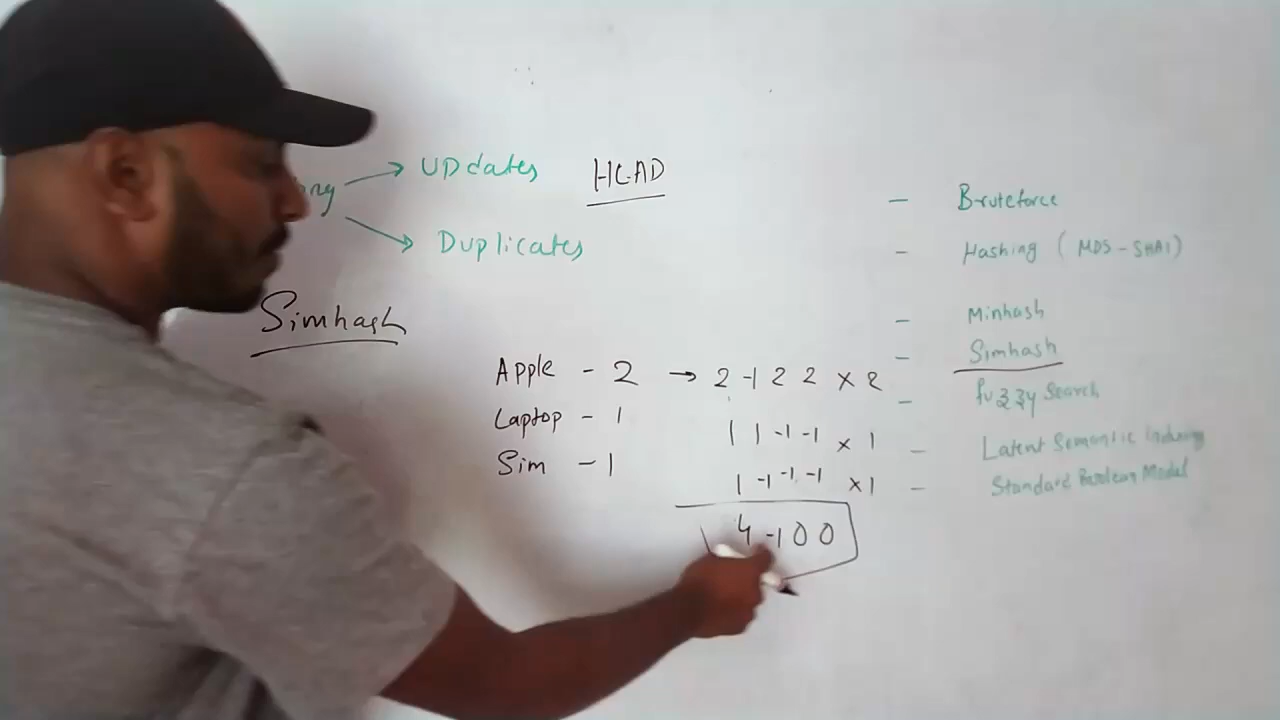 UPdates HEAD
Duplicates
Simhash
Apple - 2 → 2 -1 2 2 × 2
Laptop - 1 1 1 -1 -1 × 1
Sim - 1 1 -1 -1 -1 × 1
4 -1 0 0
- Bruteforce
- Hashing (MD5 - SHA1)
- Minhash
- Simhash
- fuzzy Search
- Latent Semantic Indexing
- Standard Boolean Model